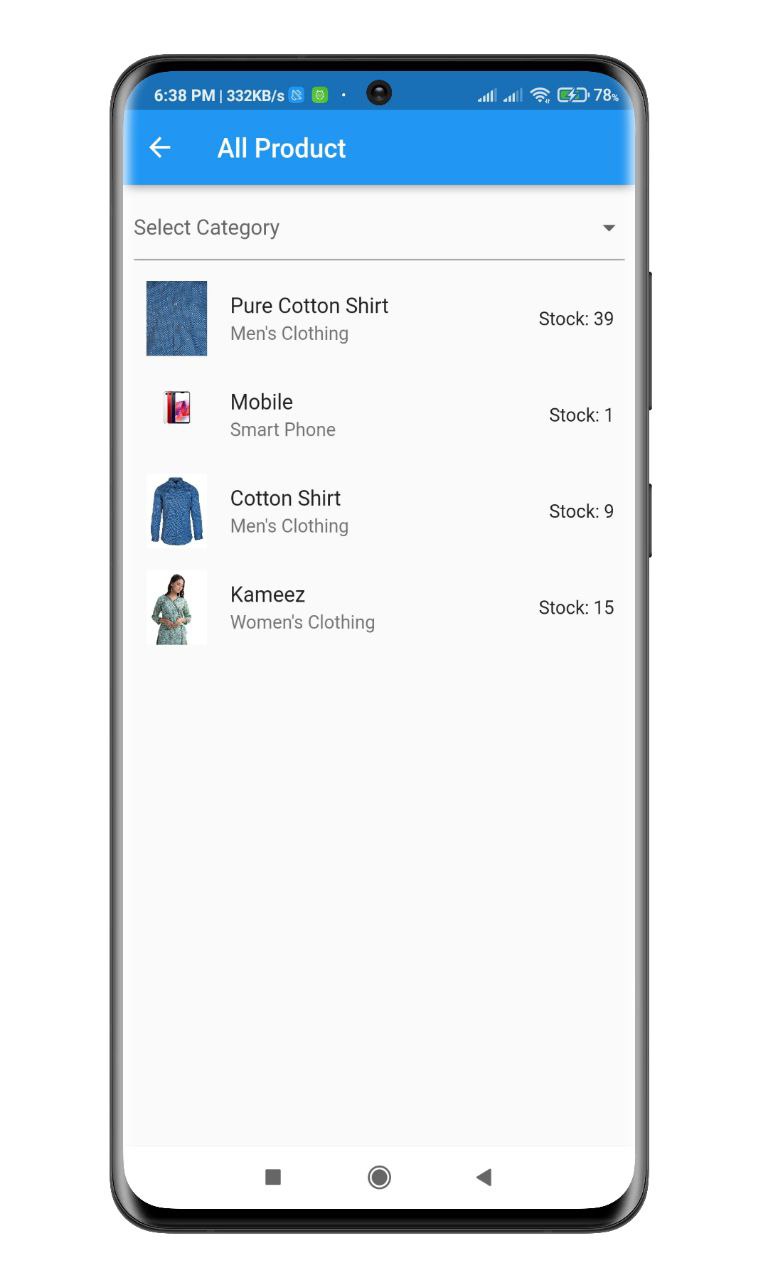 6:38 PM | 332KB/s 78%
All Product
Select Category
Pure Cotton Shirt
Men's Clothing
Stock: 39
Mobile
Smart Phone
Stock: 1
Cotton Shirt
Men's Clothing
Stock: 9
Kameez
Women's Clothing
Stock: 15